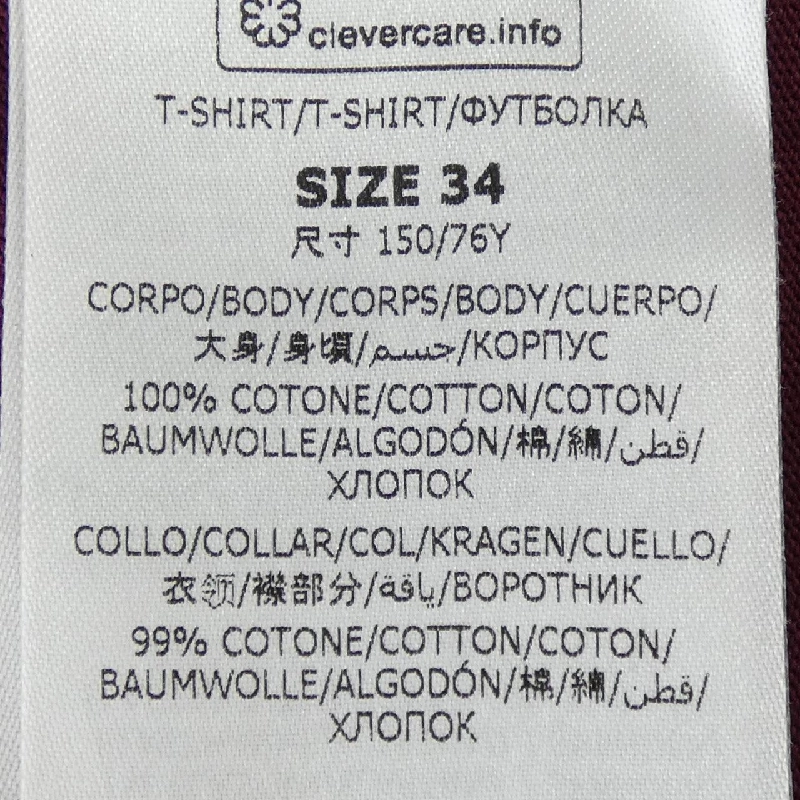 clevercare.info
T-SHIRT/T-SHIRT/ФУТБОЛКА
SIZE 34
尺寸 150/76Y
CORPO/BODY/CORPS/BODY/CUERPO/
大身/身頃/جسم/КОРПУС
100% COTONE/COTTON/COTON/
BAUMWOLLE/ALGODÓN/棉/綿/قطن/
ХЛОПОК
COLLO/COLLAR/COL/KRAGEN/CUELLO/
衣领/襟部分/ياقة/ВОРОТНИК
99% COTONE/COTTON/COTON/
BAUMWOLLE/ALGODÓN/棉/綿/قطن/
ХЛОПОК